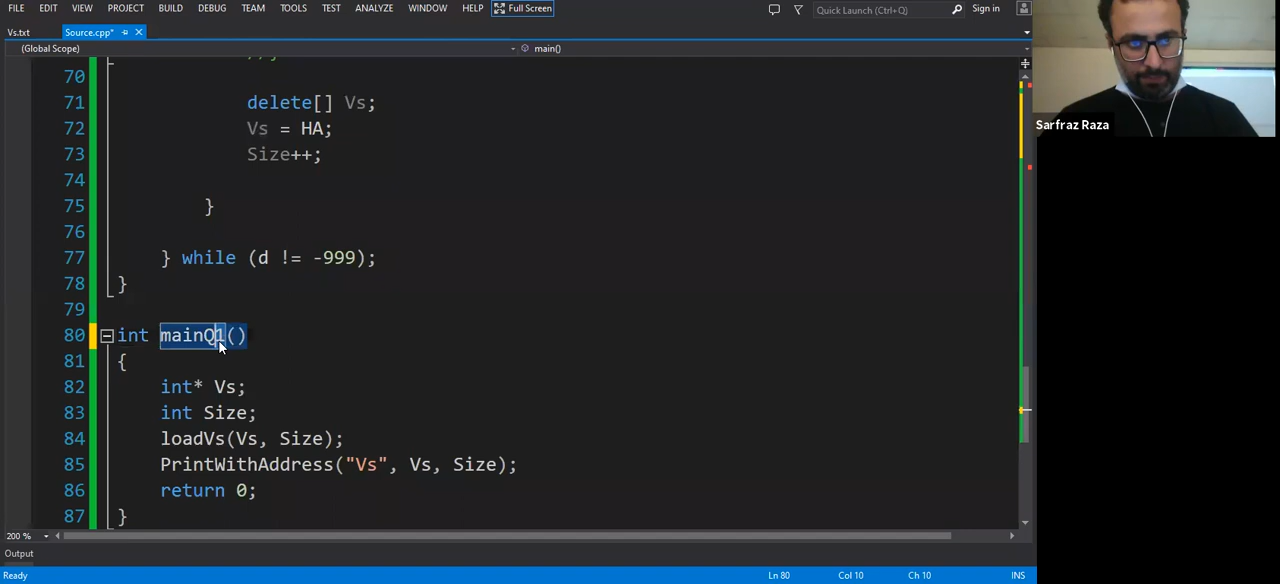 FILE EDIT VIEW PROJECT BUILD DEBUG TEAM TOOLS TEST ANALYZE WINDOW HELP Full Screen Quick Launch (Ctrl+Q) Sign in
Vs.txt Source.cpp*
(Global Scope) main()
70
71 delete[] Vs;
72 Vs = HA;
73 Size++;
74
75 }
76
77 } while (d != -999);
78 }
79
80 int mainQ1()
81 {
82 int* Vs;
83 int Size;
84 loadVs(Vs, Size);
85 PrintWithAddress("Vs", Vs, Size);
86 return 0;
87 }
200 %
Output
Ready Ln 80 Col 10 Ch 10 INS
Sarfraz Raza